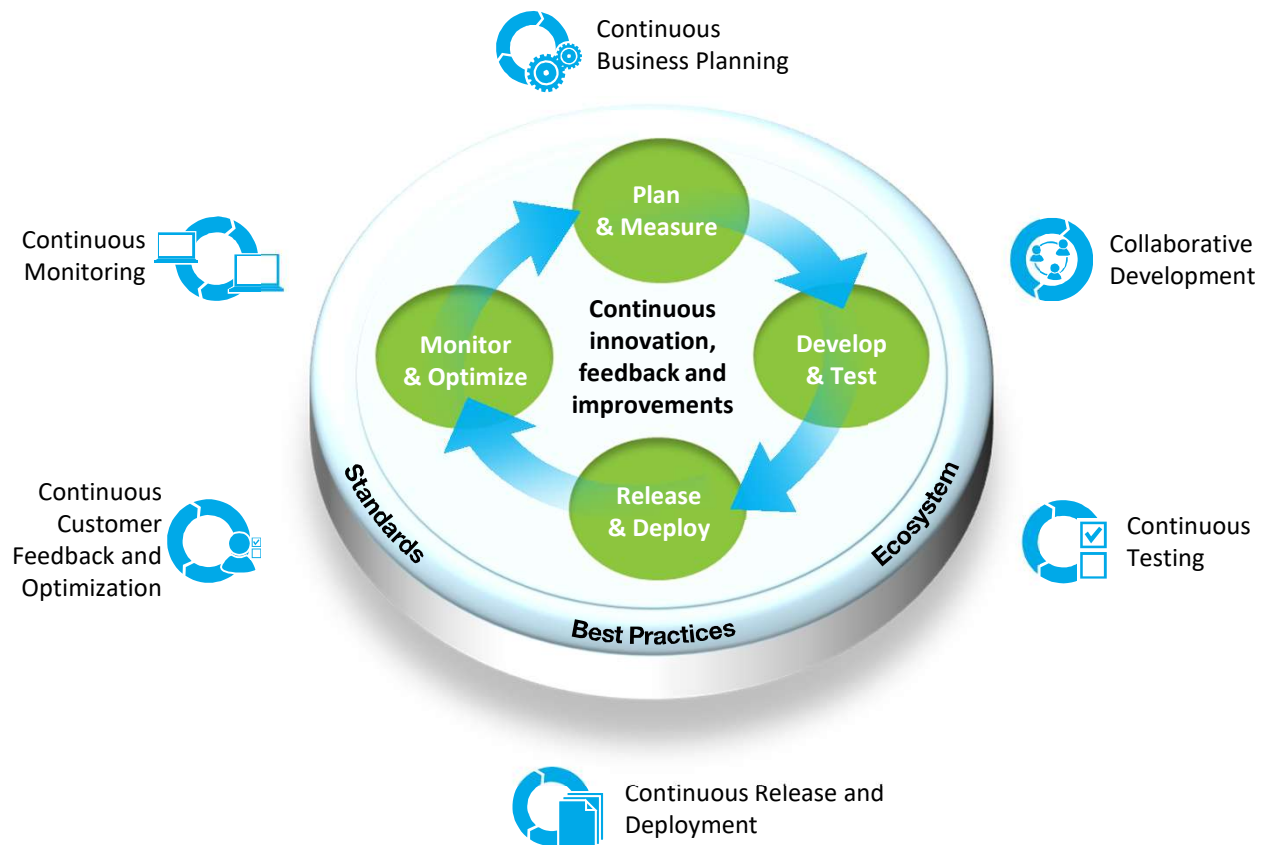 Continuous
Business Planning
Plan
& Measure
Continuous
Monitoring
Collaborative
Development
Continuous
innovation,
feedback and
improvements
Monitor
& Optimize
Develop
& Test
Release
& Deploy
Standards
Best Practices
Ecosystem
Continuous
Customer
Feedback and
Optimization
Continuous
Testing
Continuous Release and
Deployment